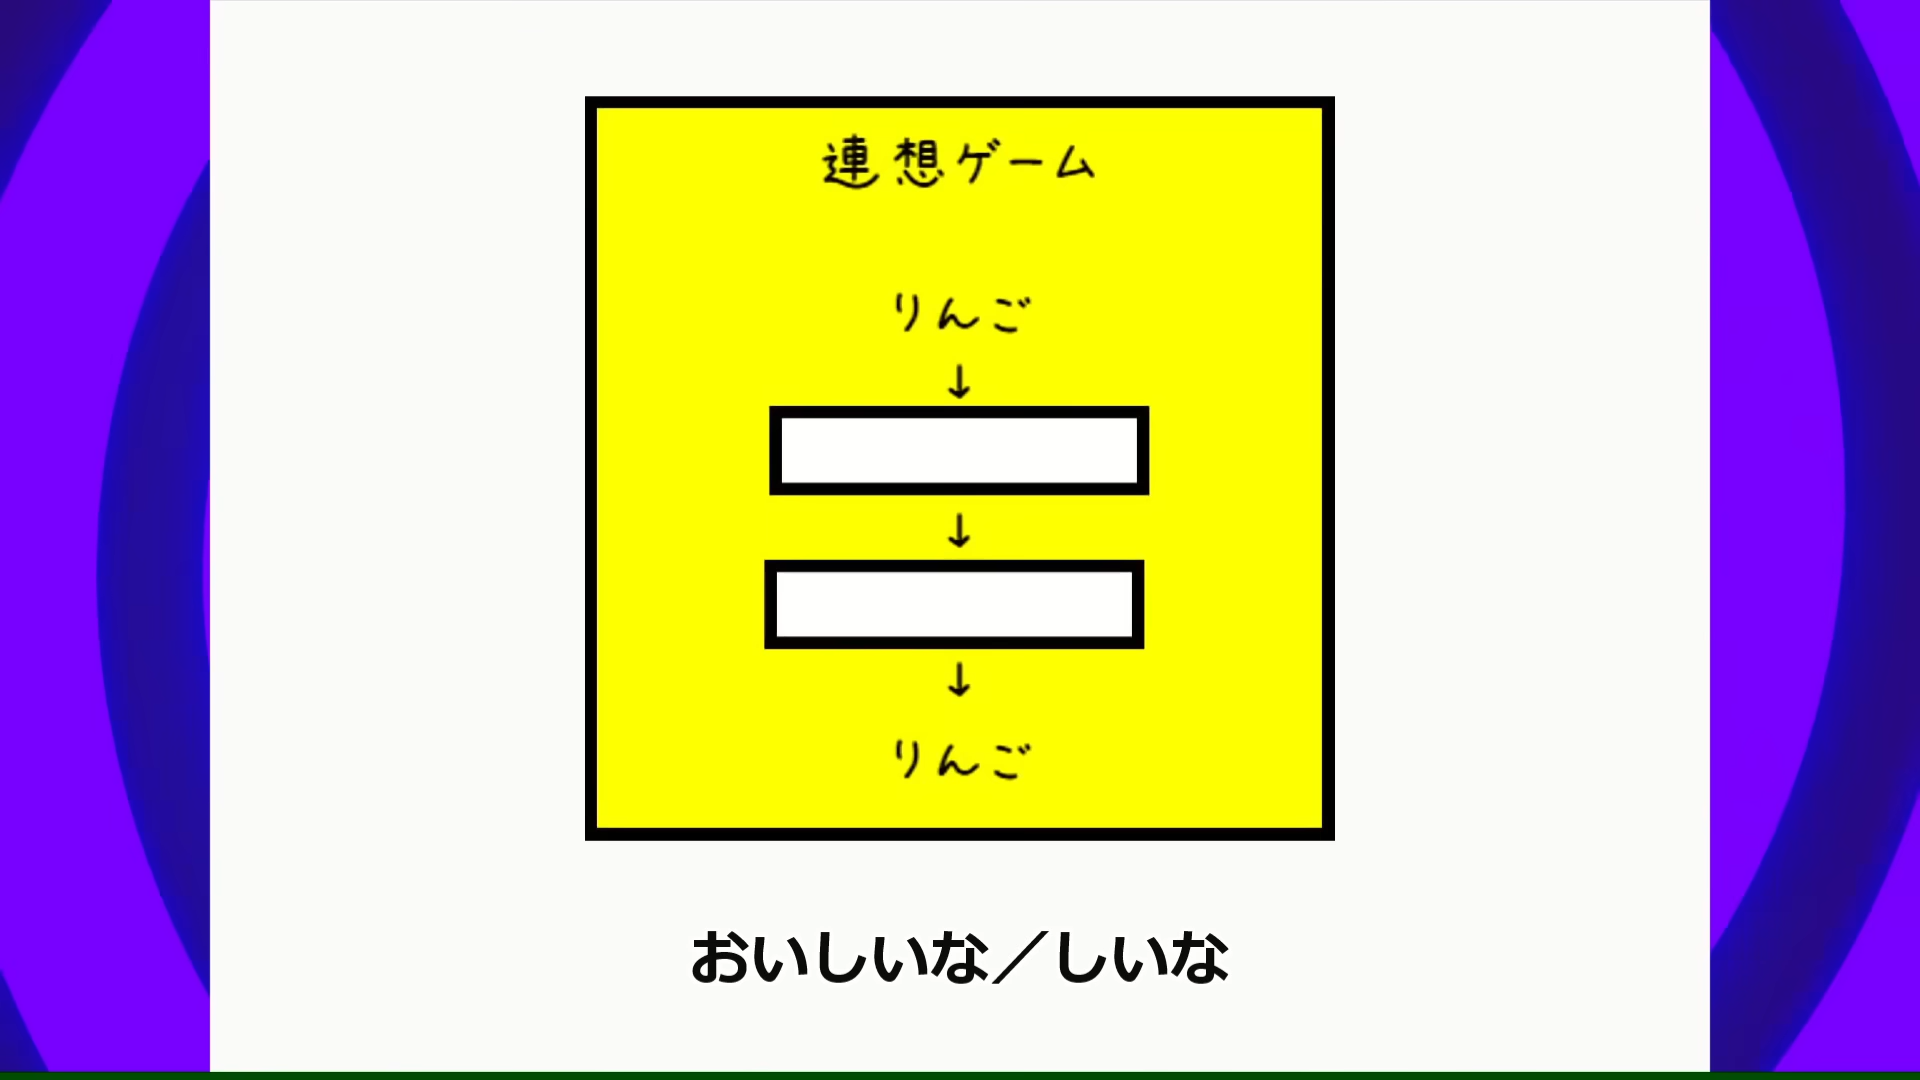 連想ゲーム
りんご
↓
↓
↓
りんご
おいしいな／しいな